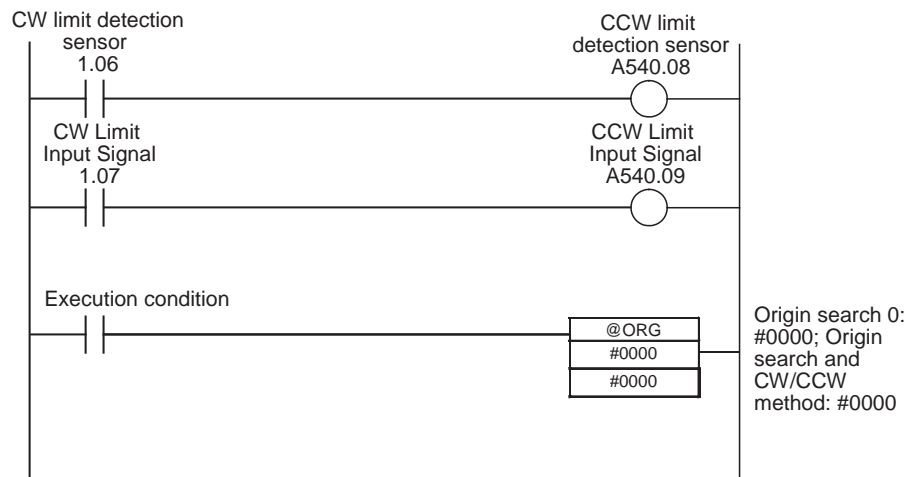 CW limit detection
sensor
1.06
CCW limit
detection sensor
A540.08
CW Limit
Input Signal
1.07
CCW Limit
Input Signal
A540.09
Execution condition
@ORG
#0000
#0000
Origin search 0:
#0000; Origin
search and
CW/CCW
method: #0000